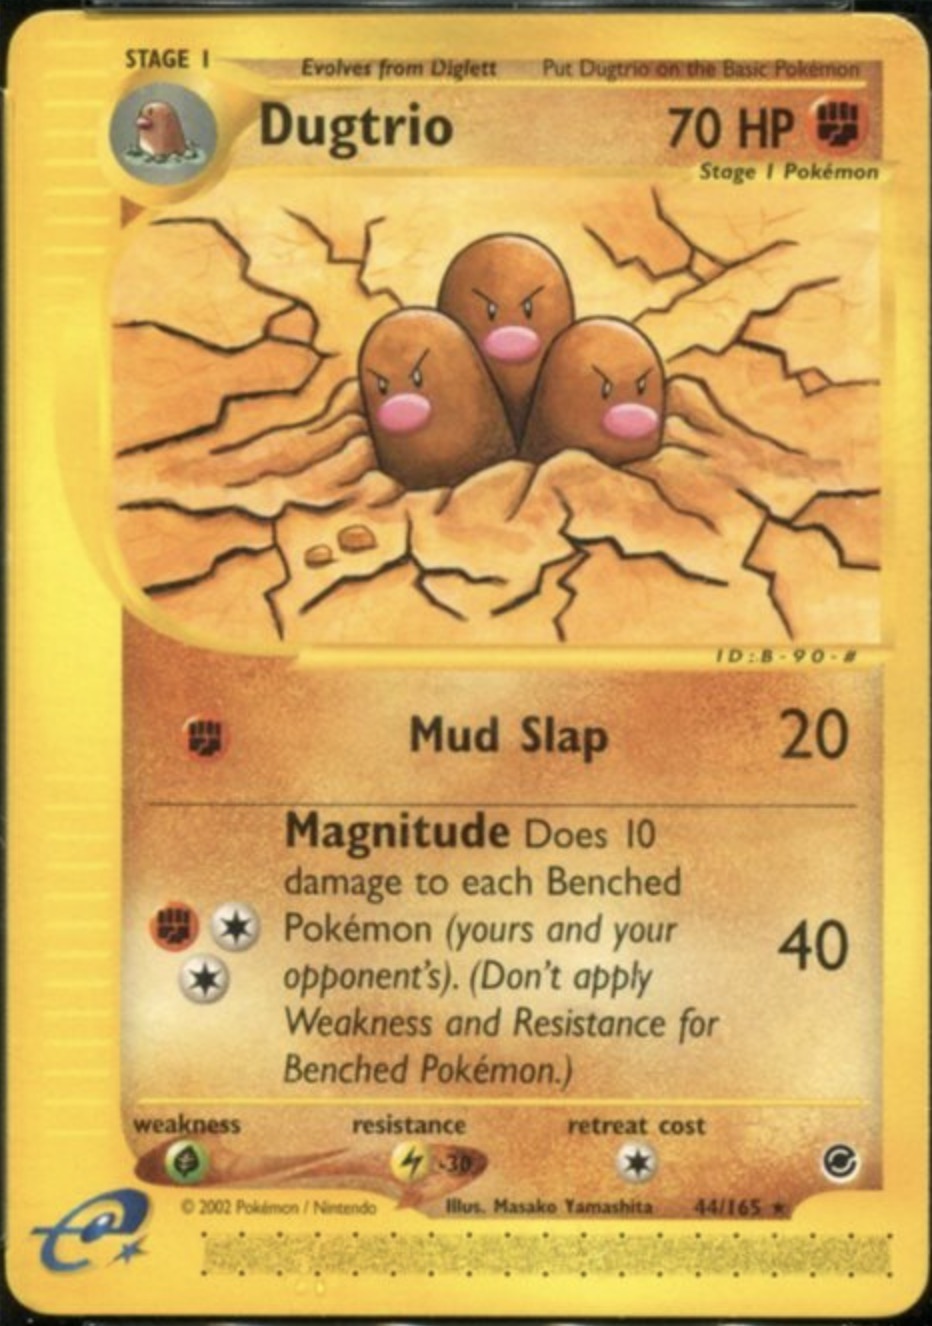 STAGE 1
Evolves from Diglett Put Dugtrio on the Basic Pokémon
Dugtrio 70 HP
Stage 1 Pokémon
ID:B-90-#
Mud Slap 20
Magnitude Does 10
damage to each Benched
Pokémon (yours and your
opponent's). (Don't apply
Weakness and Resistance for
Benched Pokémon.)
40
weakness resistance retreat cost
-30
© 2002 Pokémon / Nintendo Illus. Masako Yamashita 44/165 ★
e